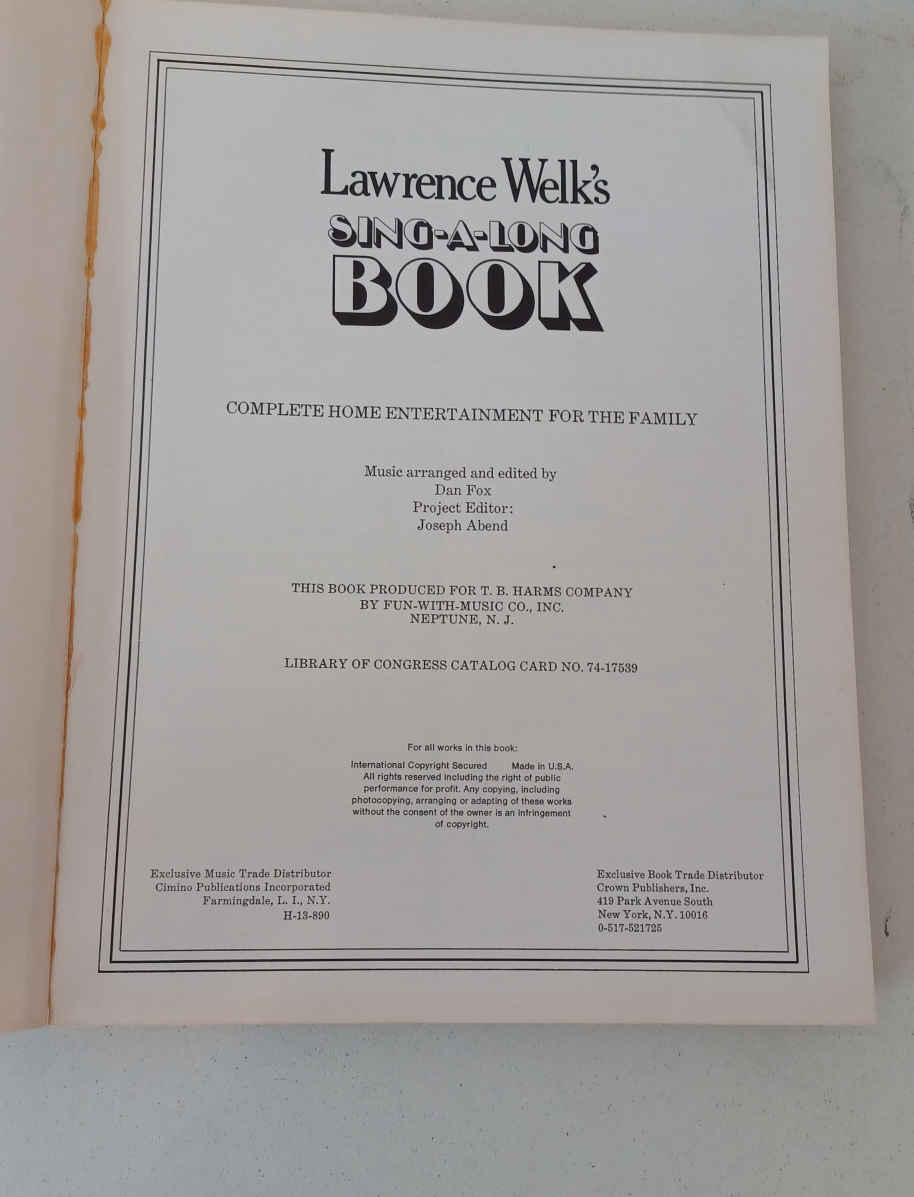 Lawrence Welk's
SING-A-LONG
BOOK
COMPLETE HOME ENTERTAINMENT FOR THE FAMILY
Music arranged and edited by
Dan Fox
Project Editor:
Joseph Abend
THIS BOOK PRODUCED FOR T. B. HARMS COMPANY
BY FUN-WITH-MUSIC CO., INC.
NEPTUNE, N. J.
LIBRARY OF CONGRESS CATALOG CARD NO. 74-17539
For all works in this book:
International Copyright Secured Made in U.S.A.
All rights reserved including the right of public
performance for profit. Any copying, including
photocopying, arranging or adapting of these works
without the consent of the owner is an infringement
of copyright.
Exclusive Music Trade Distributor
Cimino Publications Incorporated
Farmingdale, L. I., N.Y.
H-13-890
Exclusive Book Trade Distributor
Crown Publishers, Inc.
419 Park Avenue South
New York, N.Y. 10016
0-517-521725